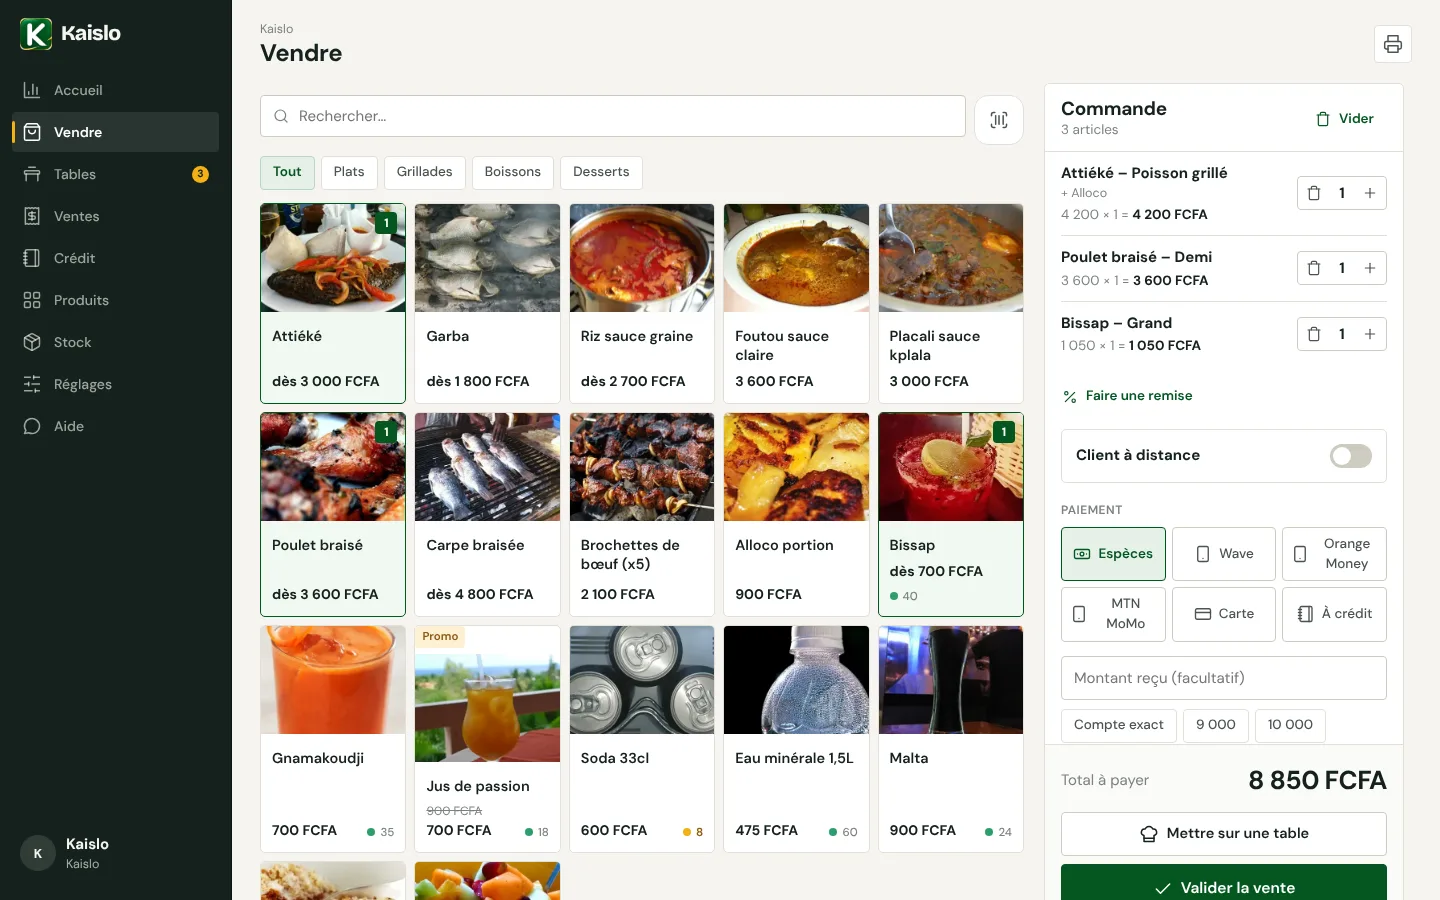 Kaislo
Accueil
Vendre
Tables
3
Ventes
Crédit
Produits
Stock
Réglages
Aide
K
Kaislo
Kaislo
Kaislo
Vendre
Rechercher...
Tout
Plats
Grillades
Boissons
Desserts
1
Attiéké
dès 3 000 FCFA
Garba
dès 1 800 FCFA
Riz sauce graine
dès 2 700 FCFA
Foutou sauce
claire
3 600 FCFA
Placali sauce
kplala
3 000 FCFA
1
Poulet braisé
dès 3 600 FCFA
Carpe braisée
dès 4 800 FCFA
Brochettes de
bœuf (x5)
2 100 FCFA
Alloco portion
900 FCFA
1
Bissap
dès 700 FCFA
40
Gnamakoudji
700 FCFA
35
Promo
Jus de passion
900 FCFA
700 FCFA
18
Soda 33cl
600 FCFA
8
Eau minérale 1,5L
475 FCFA
60
Malta
900 FCFA
24
Commande
3 articles
Vider
Attiéké – Poisson grillé
+ Alloco
4 200 × 1 = 4 200 FCFA
1 +
Poulet braisé – Demi
3 600 × 1 = 3 600 FCFA
1 +
Bissap – Grand
1 050 × 1 = 1 050 FCFA
1 +
% Faire une remise
Client à distance
PAIEMENT
Espèces
Wave
Orange
Money
MTN
MoMo
Carte
À crédit
Montant reçu (facultatif)
Compte exact
9 000
10 000
Total à payer
8 850 FCFA
Mettre sur une table
Valider la vente